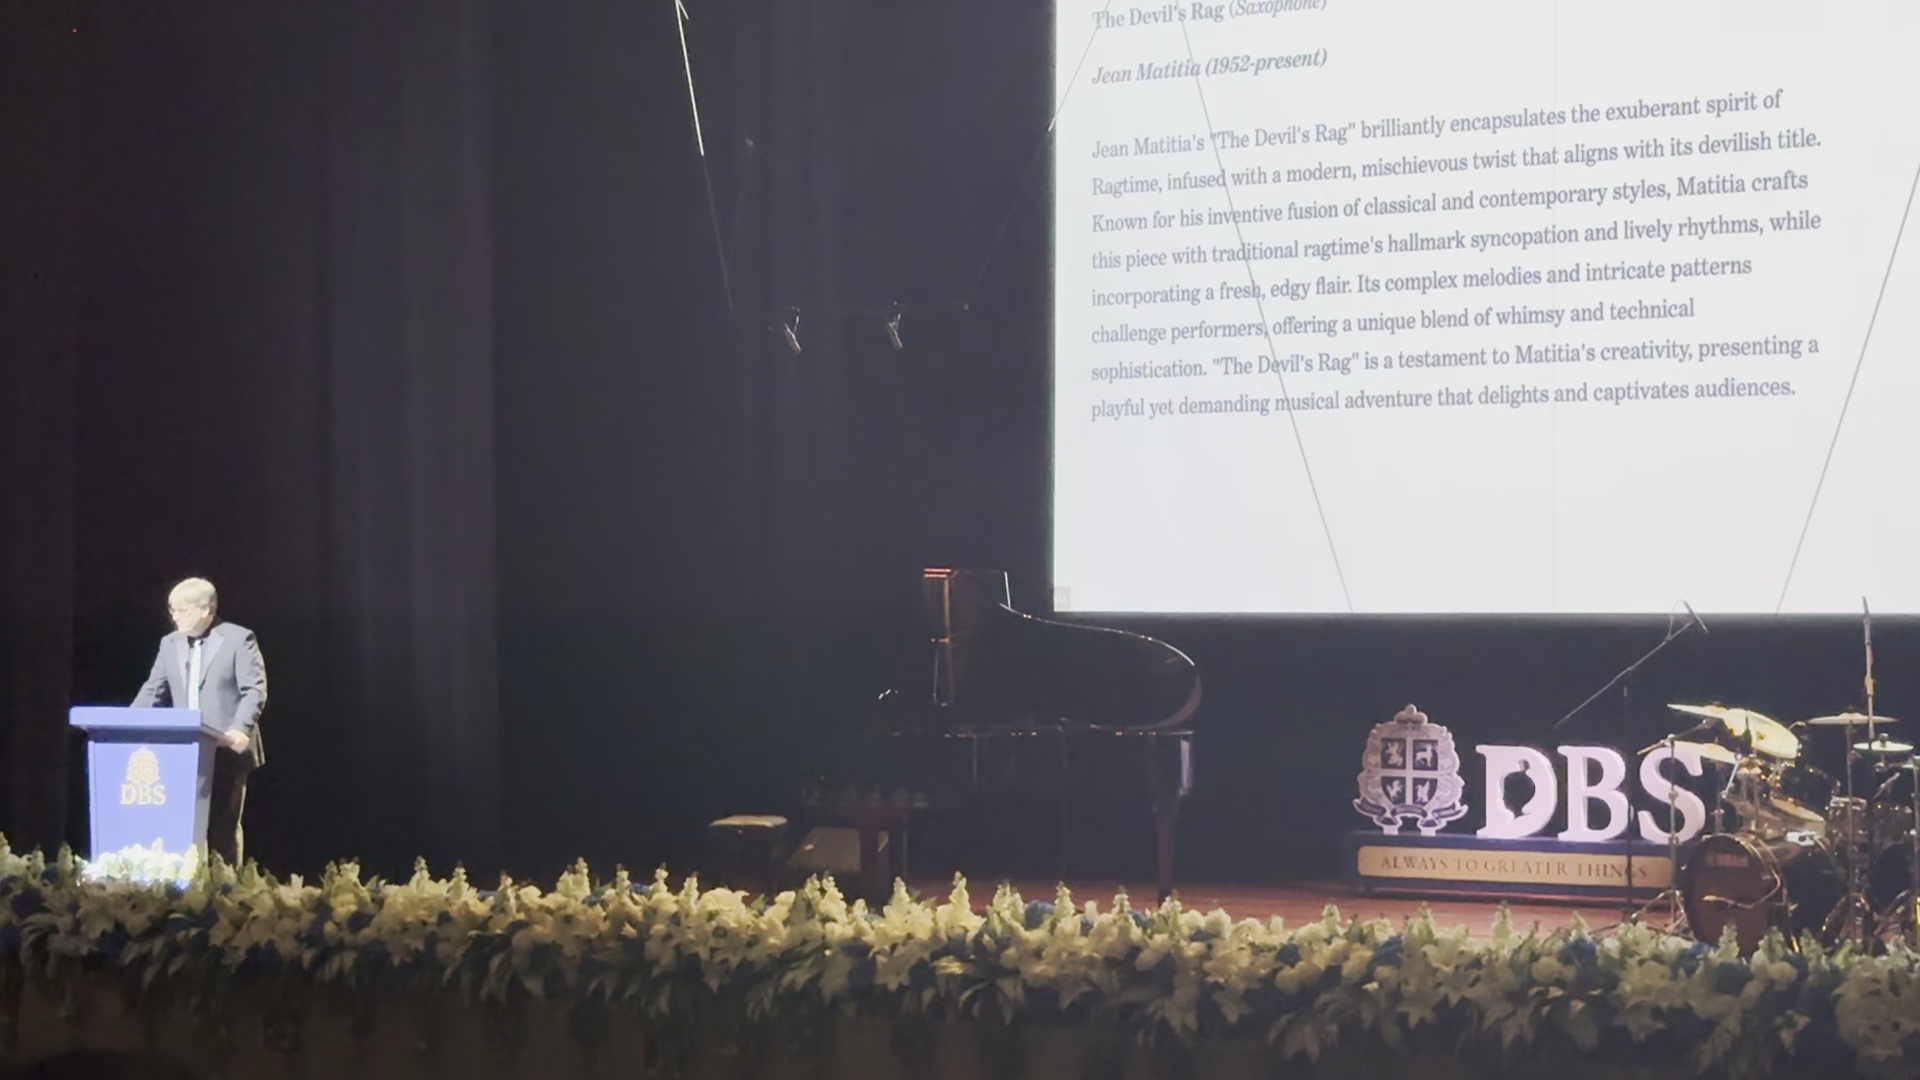 The Devil's Rag (Saxophone)
Jean Matitia (1952-present)
Jean Matitia's "The Devil's Rag" brilliantly encapsulates the exuberant spirit of
Ragtime, infused with a modern, mischievous twist that aligns with its devilish title.
Known for his inventive fusion of classical and contemporary styles, Matitia crafts
this piece with traditional ragtime's hallmark syncopation and lively rhythms, while
incorporating a fresh, edgy flair. Its complex melodies and intricate patterns
challenge performers, offering a unique blend of whimsy and technical
sophistication. "The Devil's Rag" is a testament to Matitia's creativity, presenting a
playful yet demanding musical adventure that delights and captivates audiences.
DBS
DBS
ALWAYS TO GREATER THINGS